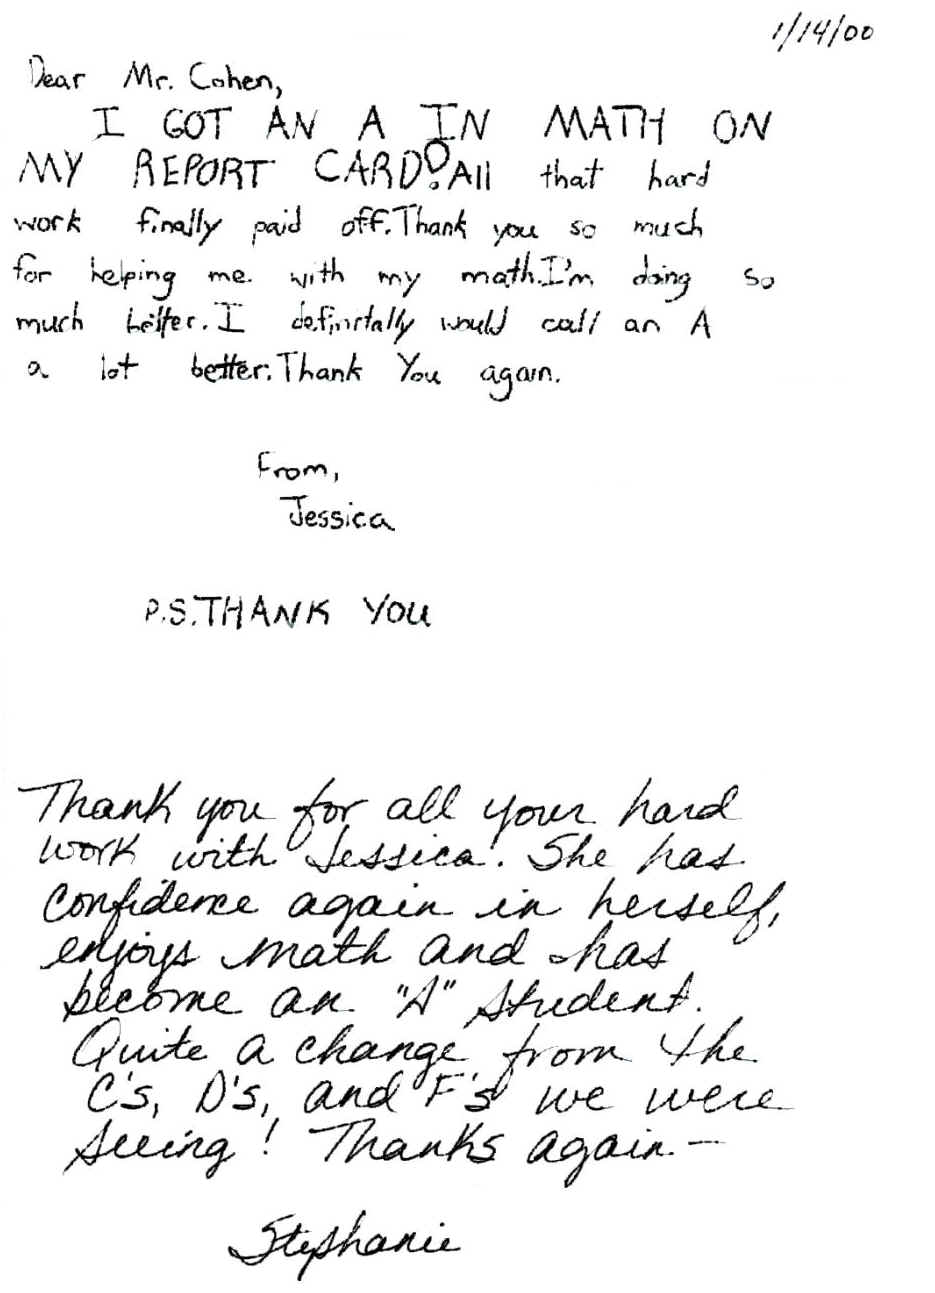 1/14/00
Dear Mr. Cohen,
I GOT AN A IN MATH ON
MY REPORT CARD! All that hard
work finally paid off. Thank you so much
for helping me with my math. I'm doing so
much better. I definitally would call an A
a lot better. Thank You again.
From,
Jessica
P.S. THANK YOU
Thank you for all your hard
work with Jessica. She has
confidence again in herself,
enjoys math and has
become an "A" student.
Quite a change from the
C's, D's, and F's we were
seeing! Thanks again —
Stephanie